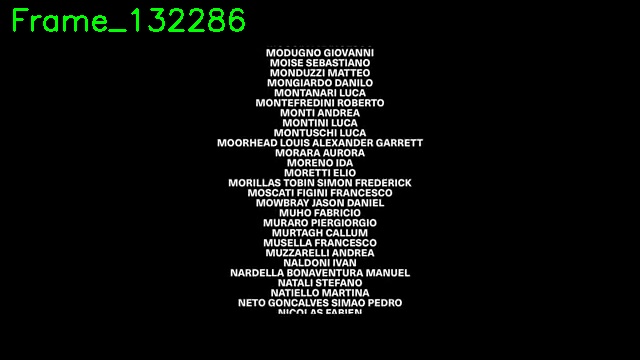 Frame_132286
MODUGNO GIOVANNI
MOISE SEBASTIANO
MONDUZZI MATTEO
MONGIARDO DANILO
MONTANARI LUCA
MONTEFREDINI ROBERTO
MONTI ANDREA
MONTINI LUCA
MONTUSCHI LUCA
MOORHEAD LOUIS ALEXANDER GARRETT
MORARA AURORA
MORENO IDA
MORETTI ELIO
MORILLAS TOBIN SIMON FREDERICK
MOSCATI FIGINI FRANCESCO
MOWBRAY JASON DANIEL
MUHO FABRICIO
MURARO PIERGIORGIO
MURTAGH CALLUM
MUSELLA FRANCESCO
MUZZARELLI ANDREA
NALDONI IVAN
NARDELLA BONAVENTURA MANUEL
NATALI STEFANO
NATIELLO MARTINA
NETO GONCALVES SIMAO PEDRO
NICOLAS FABIEN